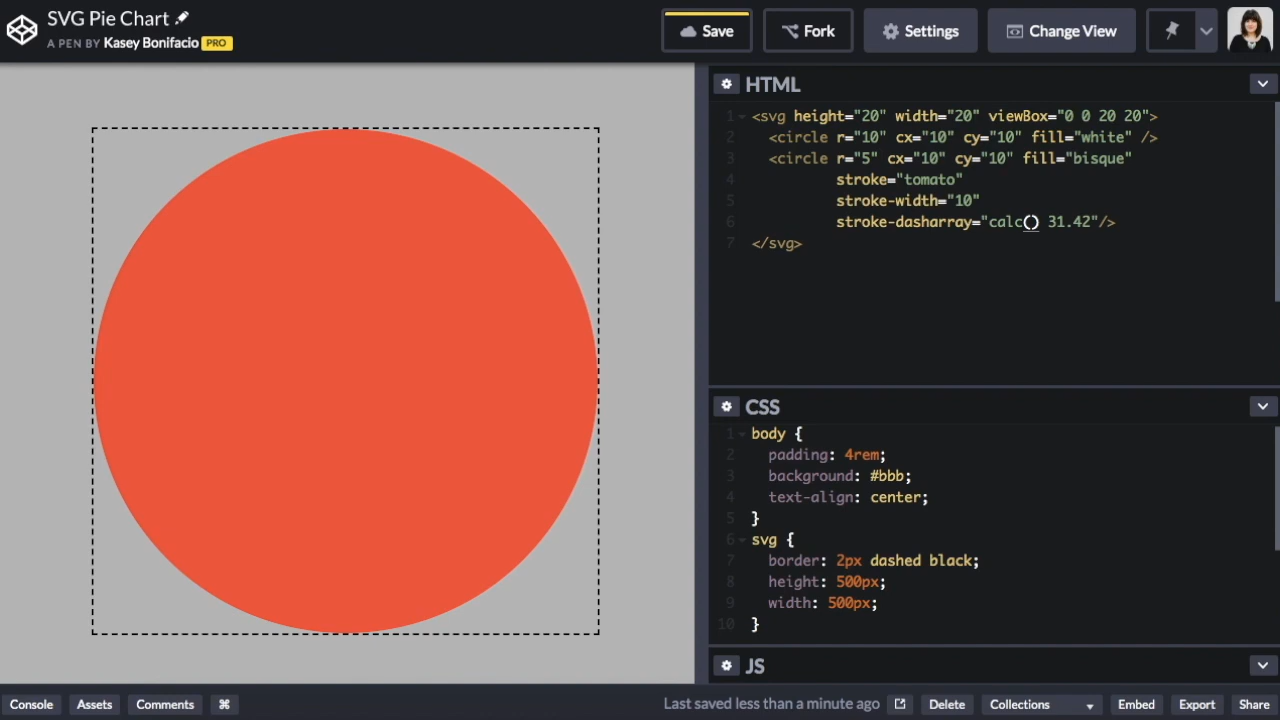 SVG Pie Chart
A PEN BY Kasey Bonifacio PRO
Save
Fork
Settings
Change View
HTML
1 <svg height="20" width="20" viewBox="0 0 20 20">
2 <circle r="10" cx="10" cy="10" fill="white" />
3 <circle r="5" cx="10" cy="10" fill="bisque"
4 stroke="tomato"
5 stroke-width="10"
6 stroke-dasharray="calc() 31.42"/>
7 </svg>
CSS
1 body {
2 padding: 4rem;
3 background: #bbb;
4 text-align: center;
5 }
6 svg {
7 border: 2px dashed black;
8 height: 500px;
9 width: 500px;
10 }
JS
Console
Assets
Comments
⌘
Last saved less than a minute ago
Delete
Collections
Embed
Export
Share